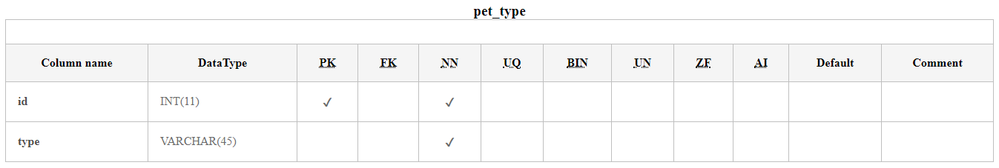 pet_type
Column name DataType PK FK NN UQ BIN UN ZF AI Default Comment
id INT(11) ✓ ✓
type VARCHAR(45) ✓